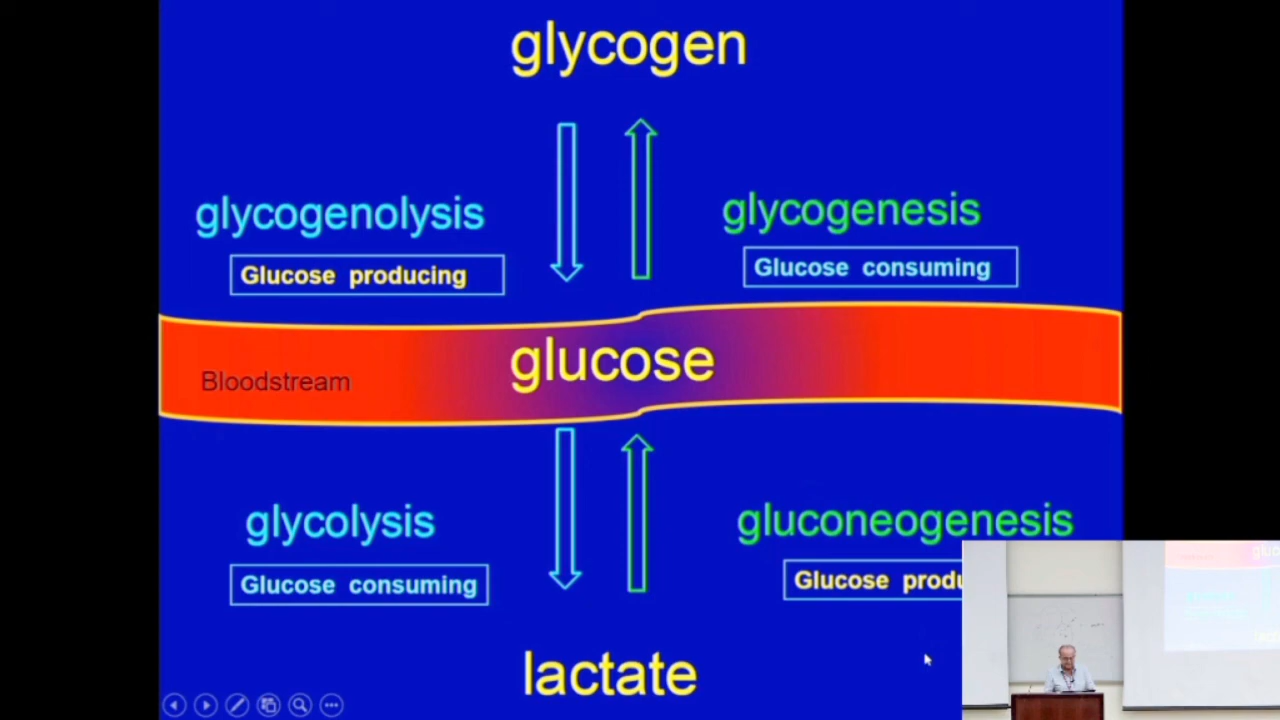 glycogen
glycogenolysis
glycogenesis
Glucose producing
Glucose consuming
glucose
Bloodstream
glycolysis
gluconeogenesis
Glucose consuming
Glucose produ
lactate